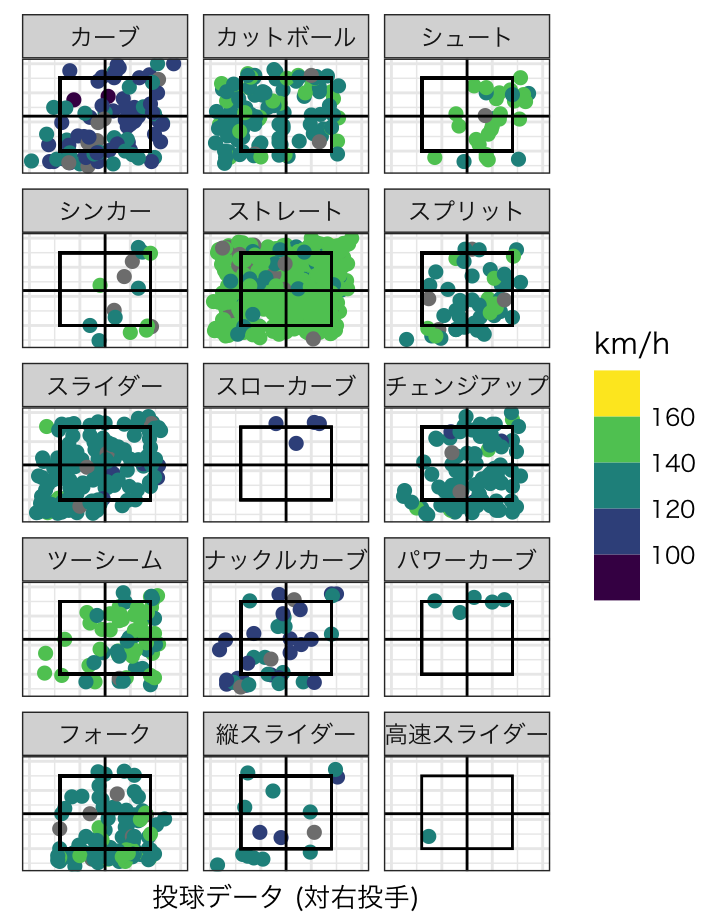 カーブ
カットボール
シュート
シンカー
ストレート
スプリット
スライダー
スローカーブ
チェンジアップ
ツーシーム
ナックルカーブ
パワーカーブ
フォーク
縦スライダー
高速スライダー
km/h
160
140
120
100
投球データ (対右投手)